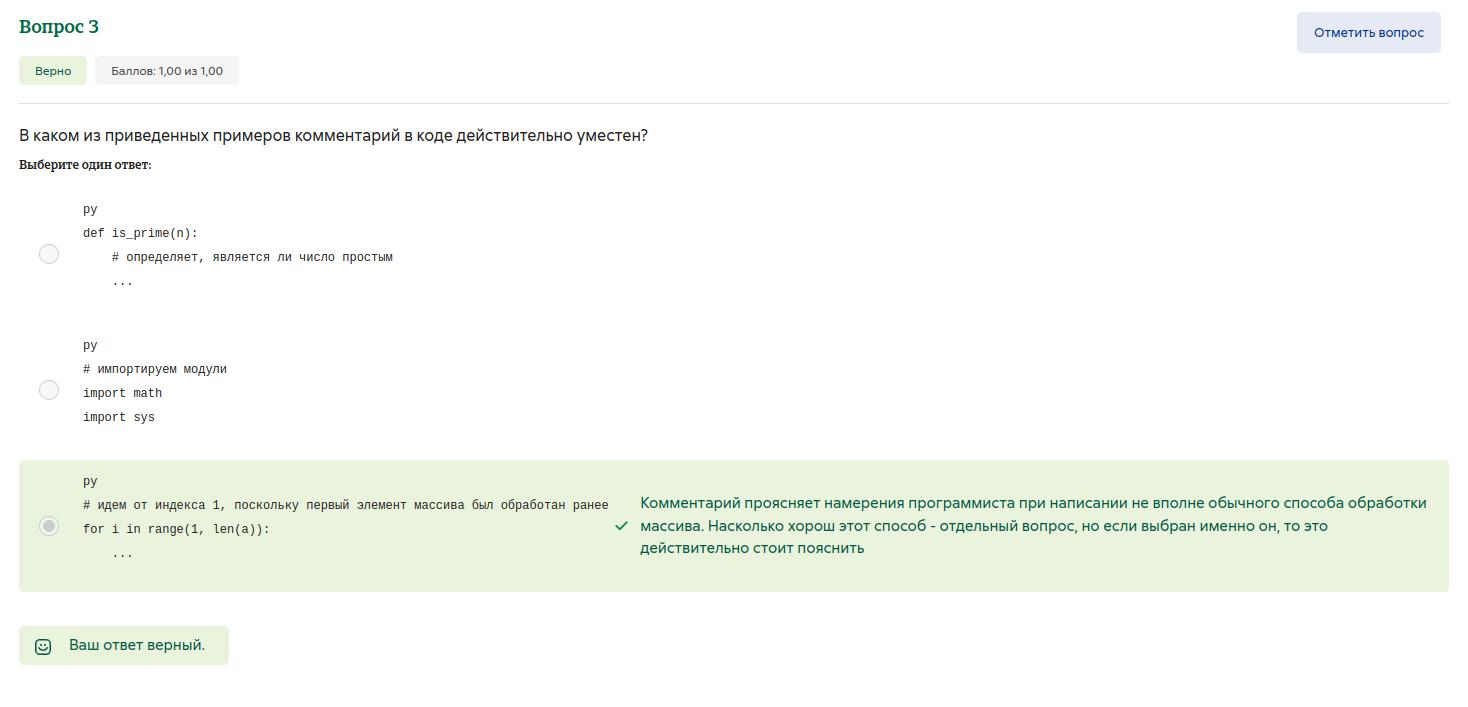 Вопрос 3
Отметить вопрос
Верно
Баллов: 1,00 из 1,00
В каком из приведенных примеров комментарий в коде действительно уместен?
Выберите один ответ:
py
def is_prime(n):
    # определяет, является ли число простым
    ...
py
# импортируем модули
import math
import sys
py
# идем от индекса 1, поскольку первый элемент массива был обработан ранее
for i in range(1, len(a)):
    ...
Комментарий проясняет намерения программиста при написании не вполне обычного способа обработки
массива. Насколько хорош этот способ - отдельный вопрос, но если выбран именно он, то это
действительно стоит пояснить
Ваш ответ верный.